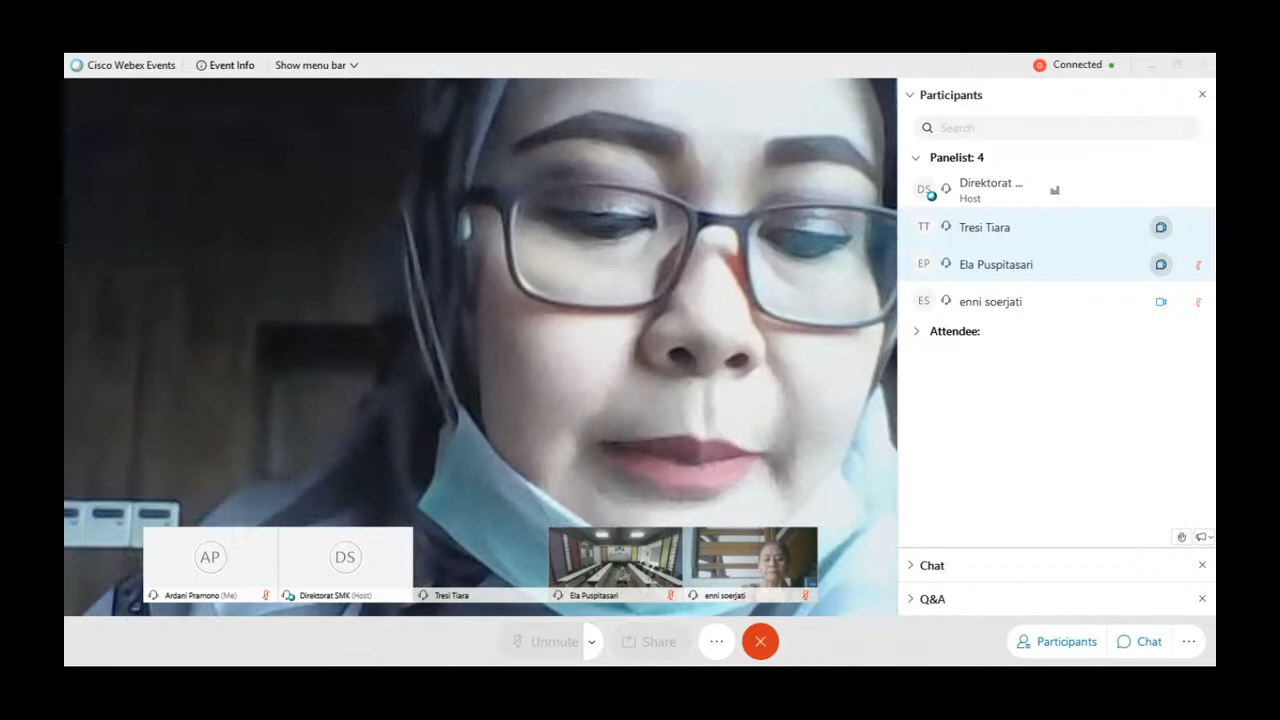 Cisco Webex Events
Event Info
Show menu bar
Connected
Participants
Search
Panelist: 4
DS
Direktorat ...
Host
TT
Tresi Tiara
EP
Ela Puspitasari
ES
enni soerjati
Attendee:
AP
DS
Ardani Pramono (Me)
Direktorat SMK (Host)
Tresi Tiara
Ela Puspitasari
enni soerjati
Chat
Q&A
Unmute
Share
Participants
Chat